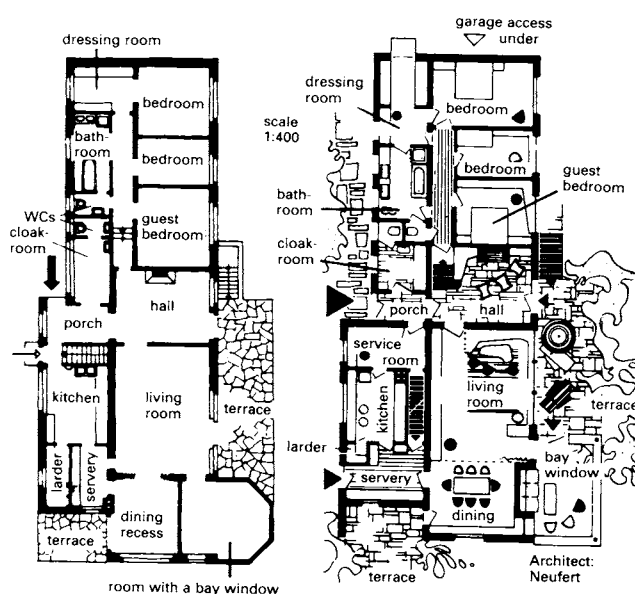 dressing room
bedroom
bath-
room
bedroom
WCs
cloak-
room
guest
bedroom
hall
porch
kitchen
living
room
terrace
larder
servery
dining
recess
terrace
room with a bay window
garage access
under
dressing
room
scale
1:400
bedroom
bedroom
guest
bedroom
bath-
room
cloak-
room
porch
hall
service
room
kitchen
living
room
terrace
larder
servery
bay
window
dining
terrace
Architect:
Neufert